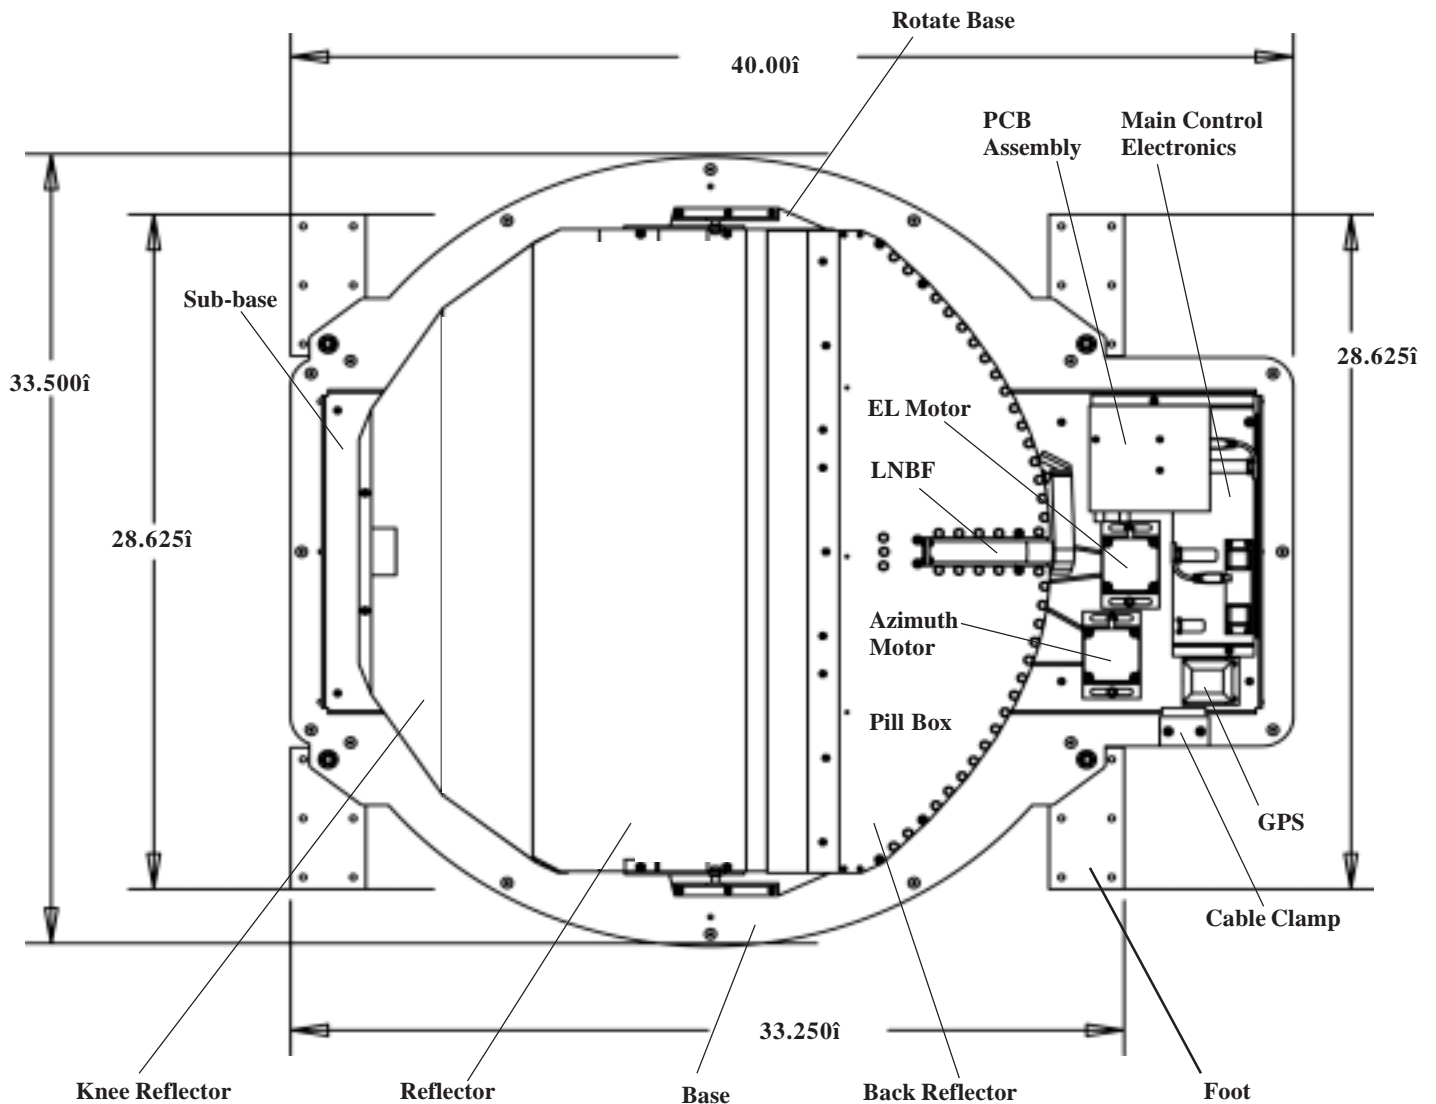 Rotate Base
40.00î
PCB
Assembly
Main Control
Electronics
Sub-base
33.500î
28.625î
EL Motor
LNBF
28.625î
Azimuth
Motor
Pill Box
GPS
Cable Clamp
33.250î
Knee Reflector
Reflector
Base
Back Reflector
Foot